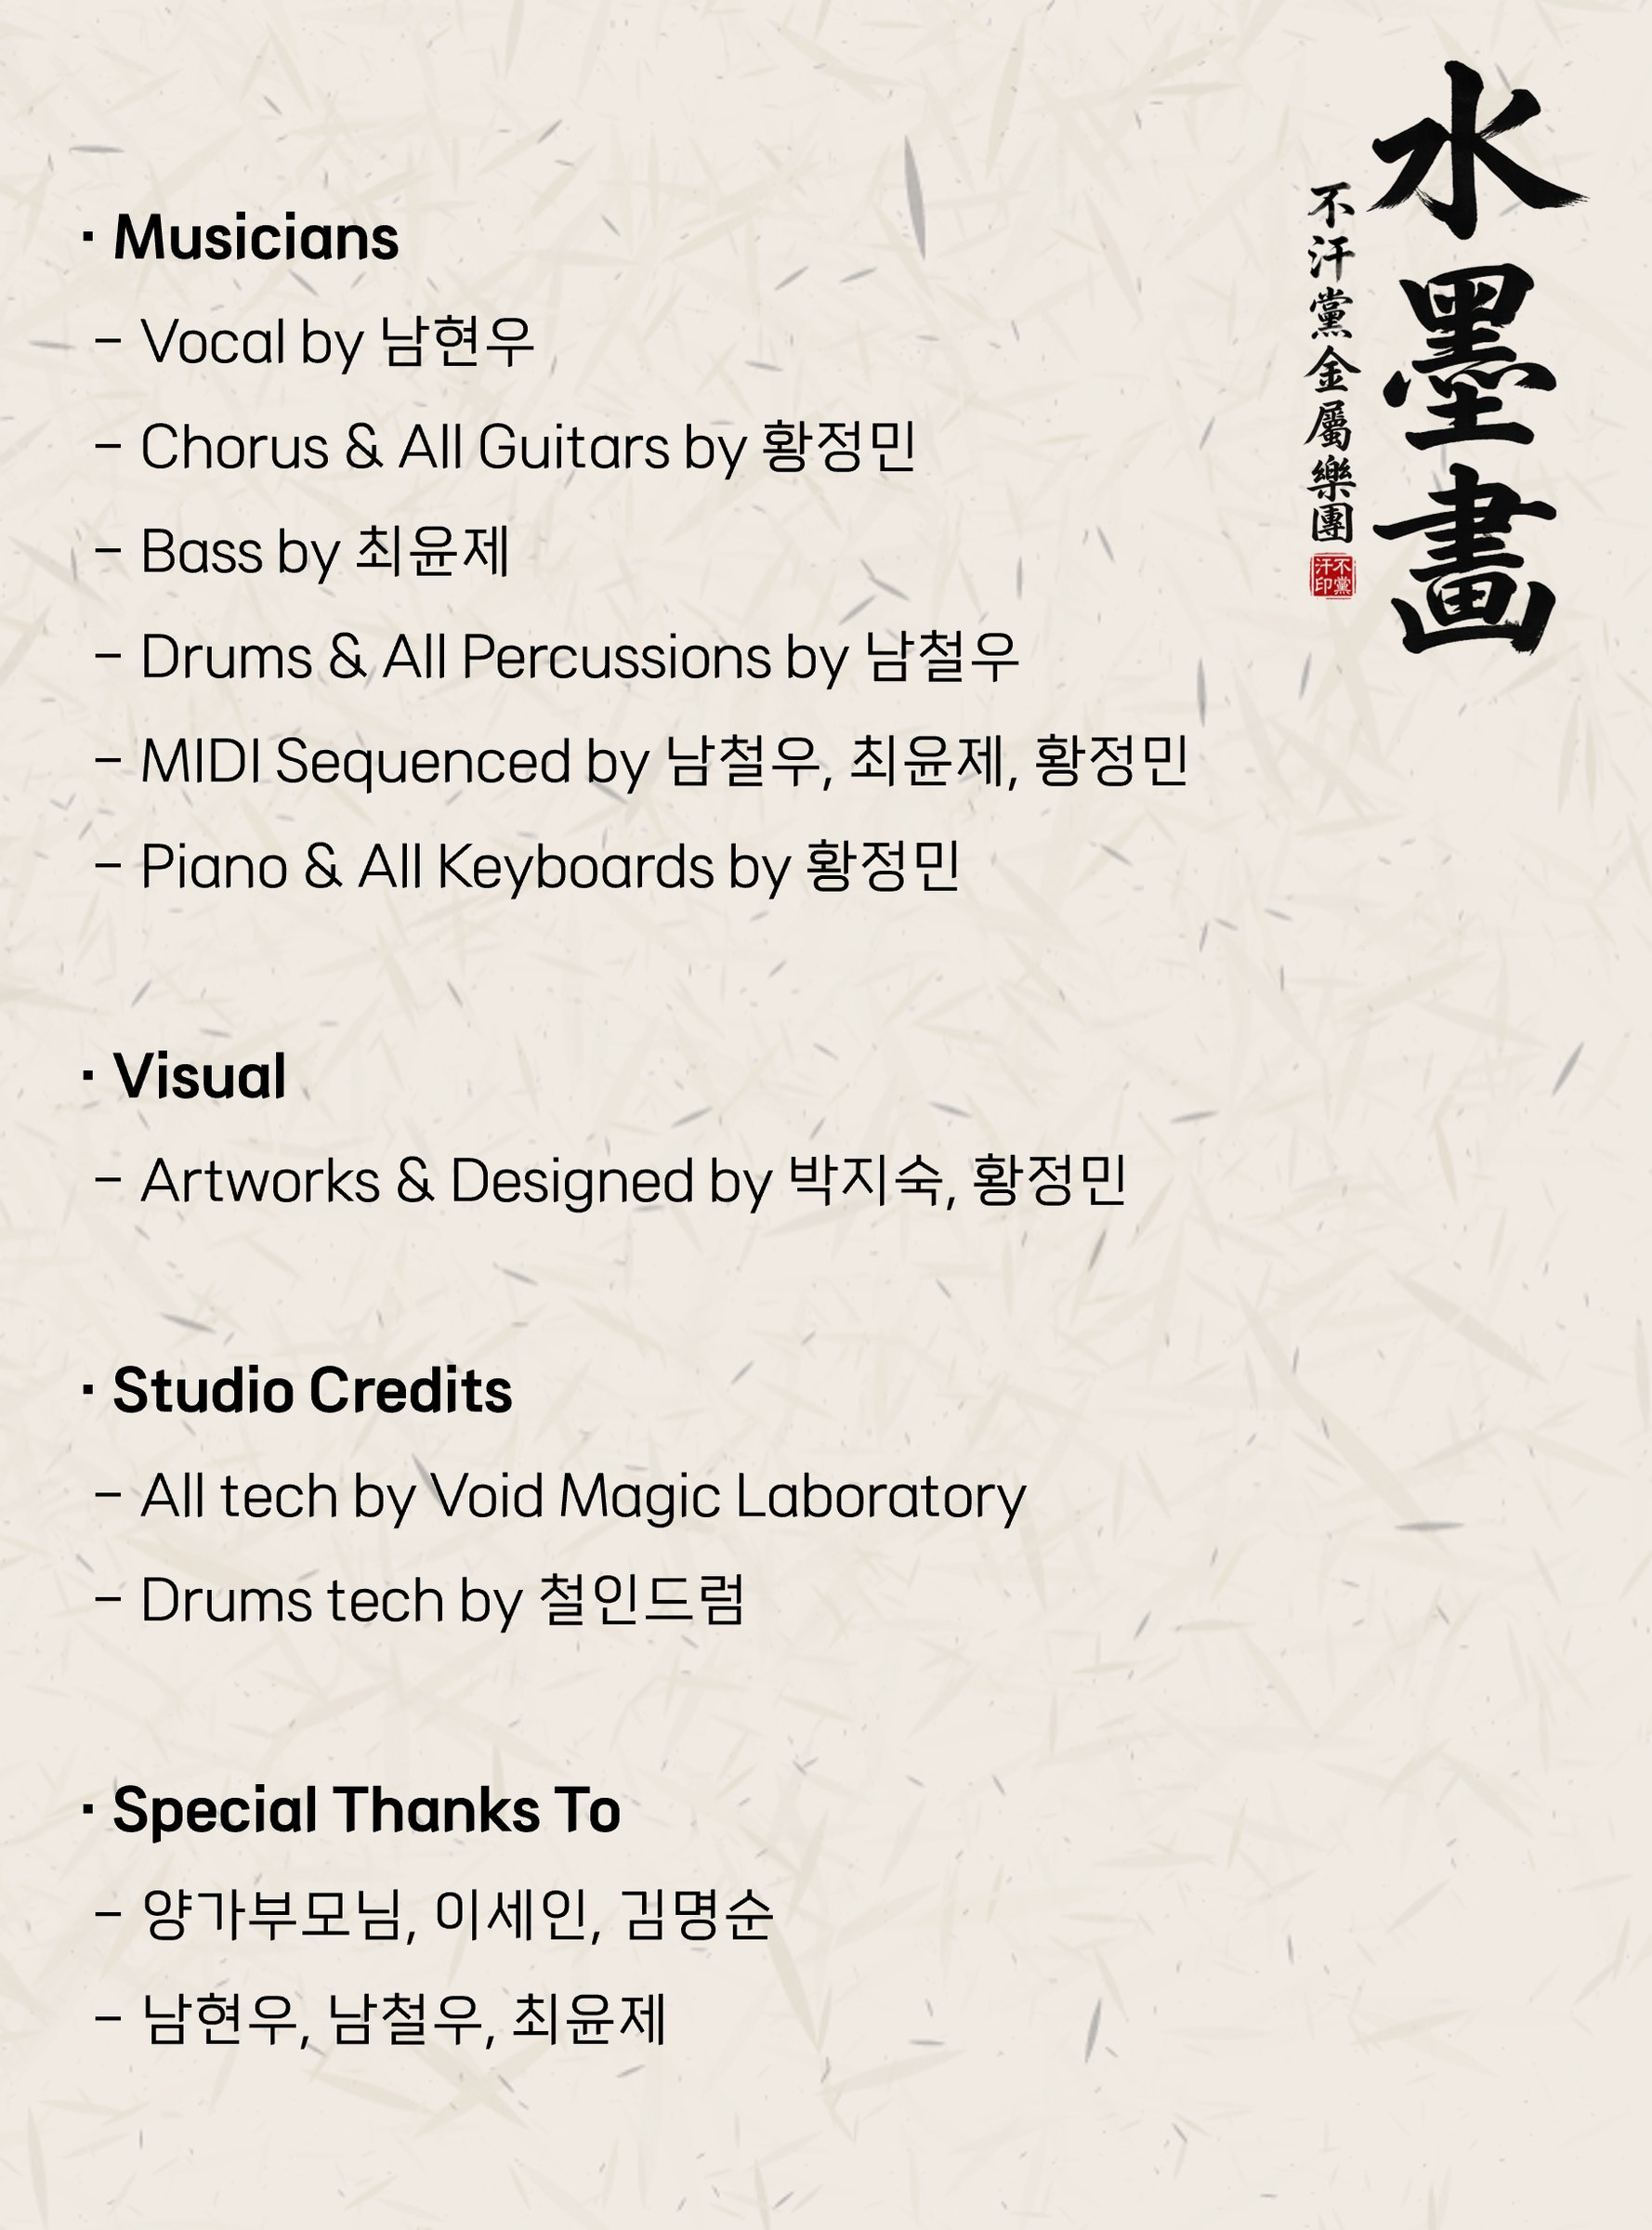 水墨畫
不汗黨金屬樂團
不黨汗印
· Musicians
- Vocal by 남현우
- Chorus & All Guitars by 황정민
- Bass by 최윤제
- Drums & All Percussions by 남철우
- MIDI Sequenced by 남철우, 최윤제, 황정민
- Piano & All Keyboards by 황정민
· Visual
- Artworks & Designed by 박지숙, 황정민
· Studio Credits
- All tech by Void Magic Laboratory
- Drums tech by 철인드럼
· Special Thanks To
- 양가부모님, 이세인, 김명순
- 남현우, 남철우, 최윤제